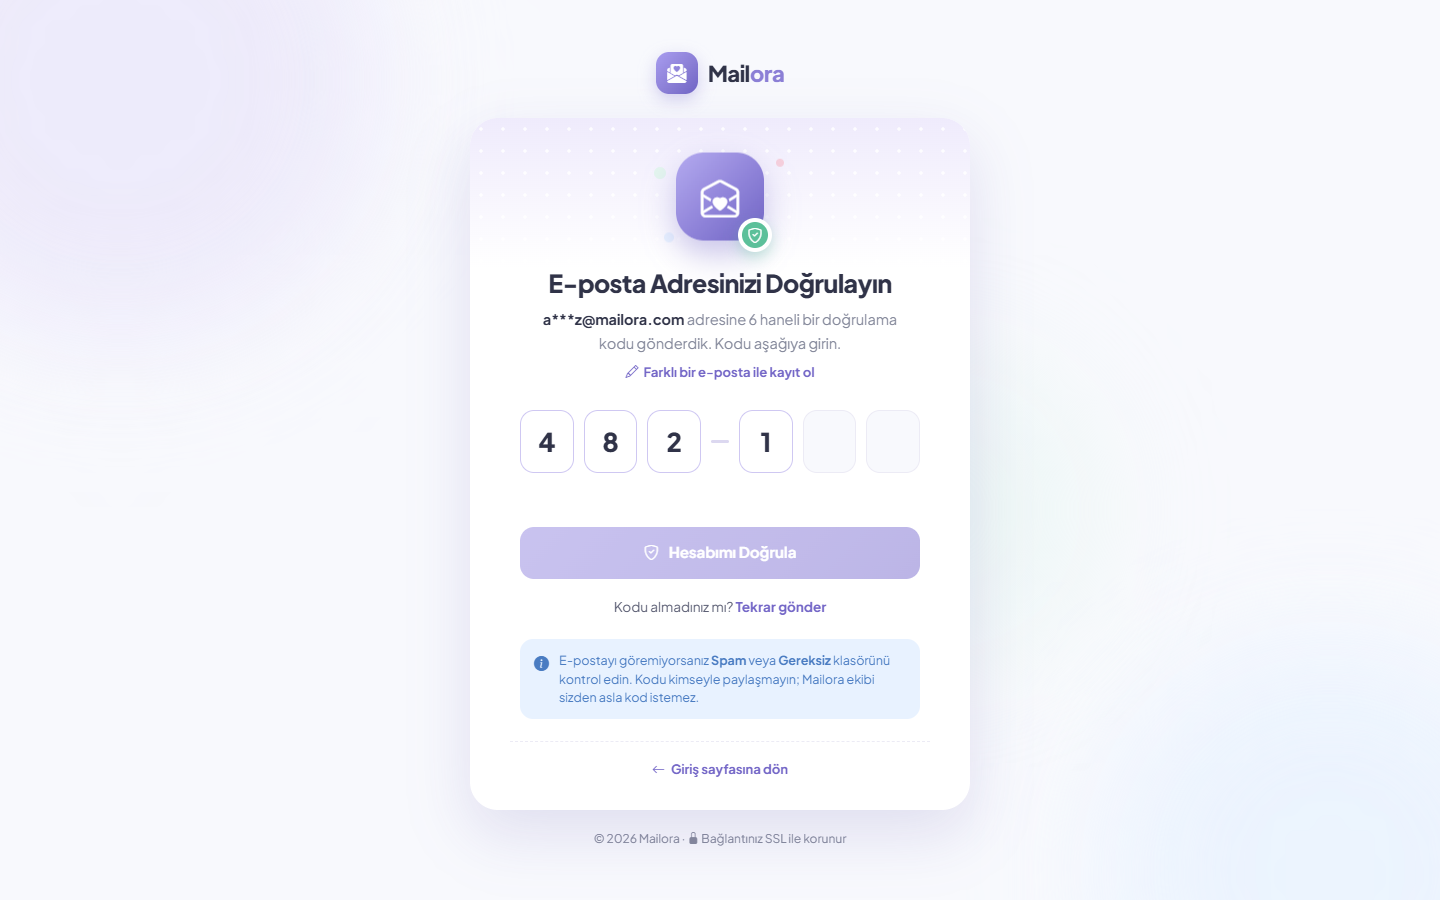 Mailora
E-posta Adresinizi Doğrulayın
a***z@mailora.com adresine 6 haneli bir doğrulama
kodu gönderdik. Kodu aşağıya girin.
Farklı bir e-posta ile kayıt ol
4 8 2 – 1
Hesabımı Doğrula
Kodu almadınız mı? Tekrar gönder
E-postayı göremiyorsanız Spam veya Gereksiz klasörünü
kontrol edin. Kodu kimseyle paylaşmayın; Mailora ekibi
sizden asla kod istemez.
← Giriş sayfasına dön
© 2026 Mailora · Bağlantınız SSL ile korunur